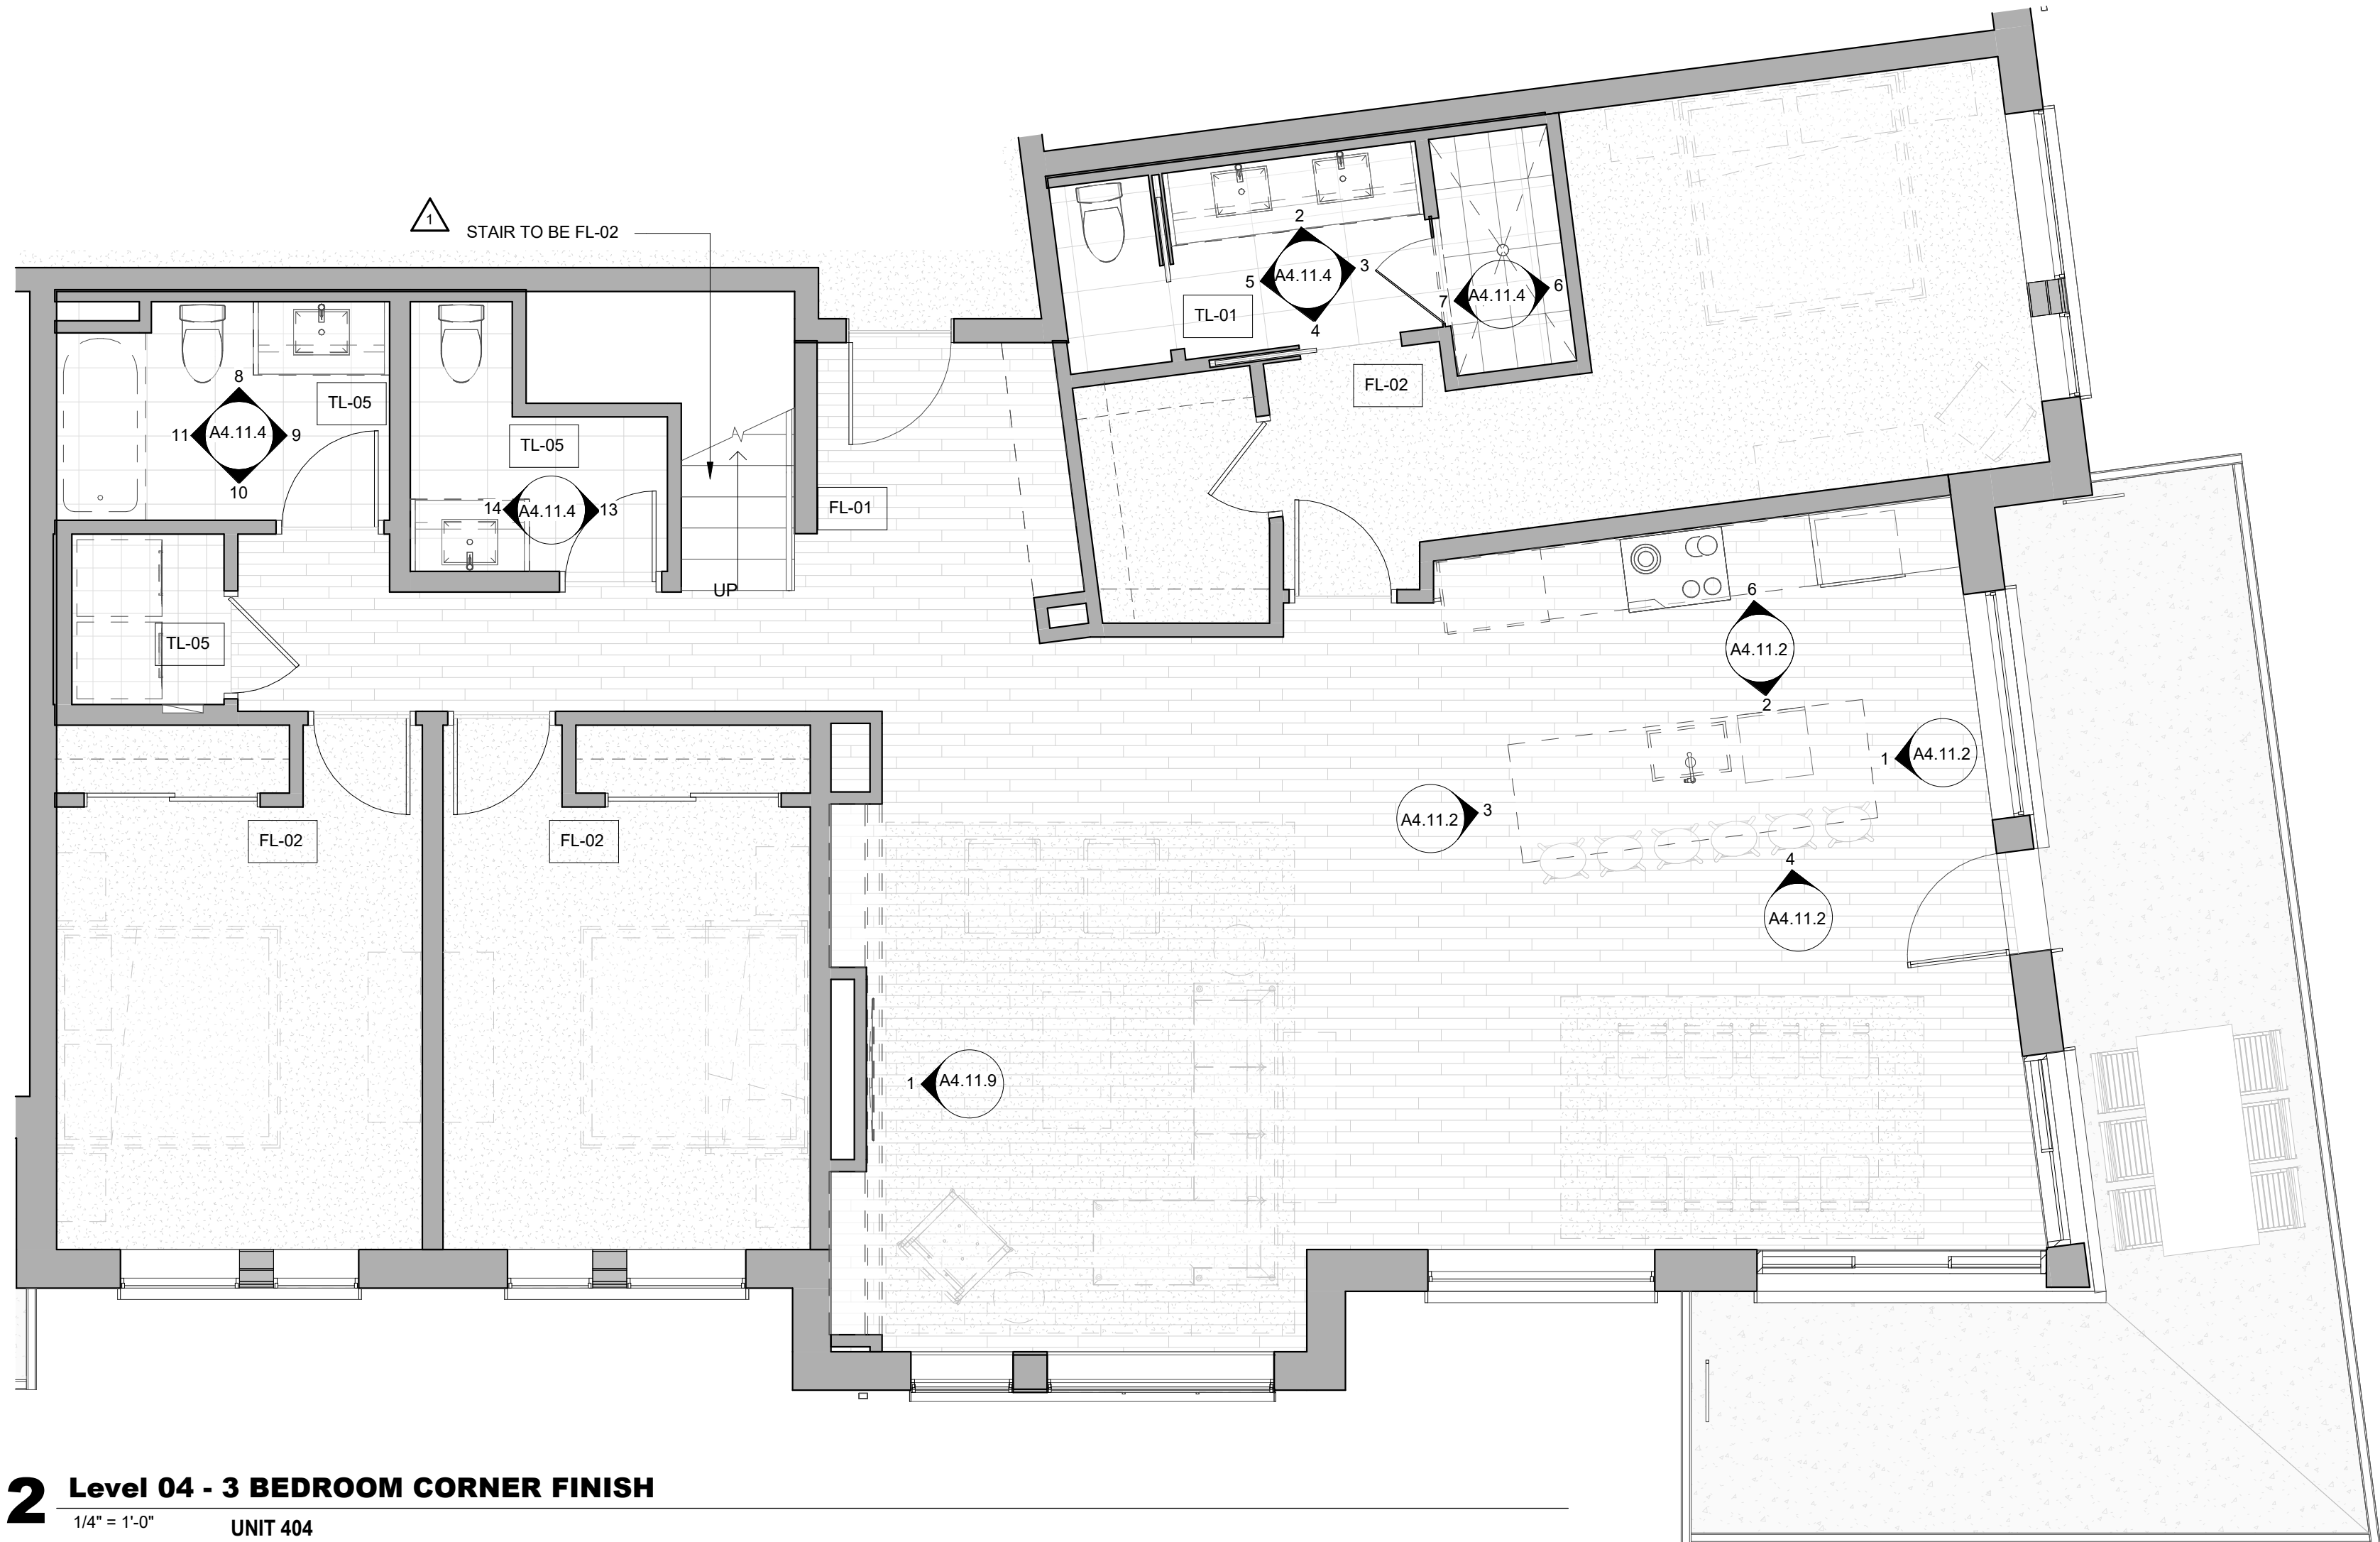 1
STAIR TO BE FL-02
2
5
A4.11.4
3
4
TL-01
7
A4.11.4
6
8
TL-05
11
A4.11.4
9
10
FL-02
TL-05
14
A4.11.4
13
FL-01
UP
TL-05
6
A4.11.2
2
1
A4.11.2
A4.11.2
3
FL-02
FL-02
4
A4.11.2
1
A4.11.9
2
Level 04 - 3 BEDROOM CORNER FINISH
1/4" = 1'-0"
UNIT 404